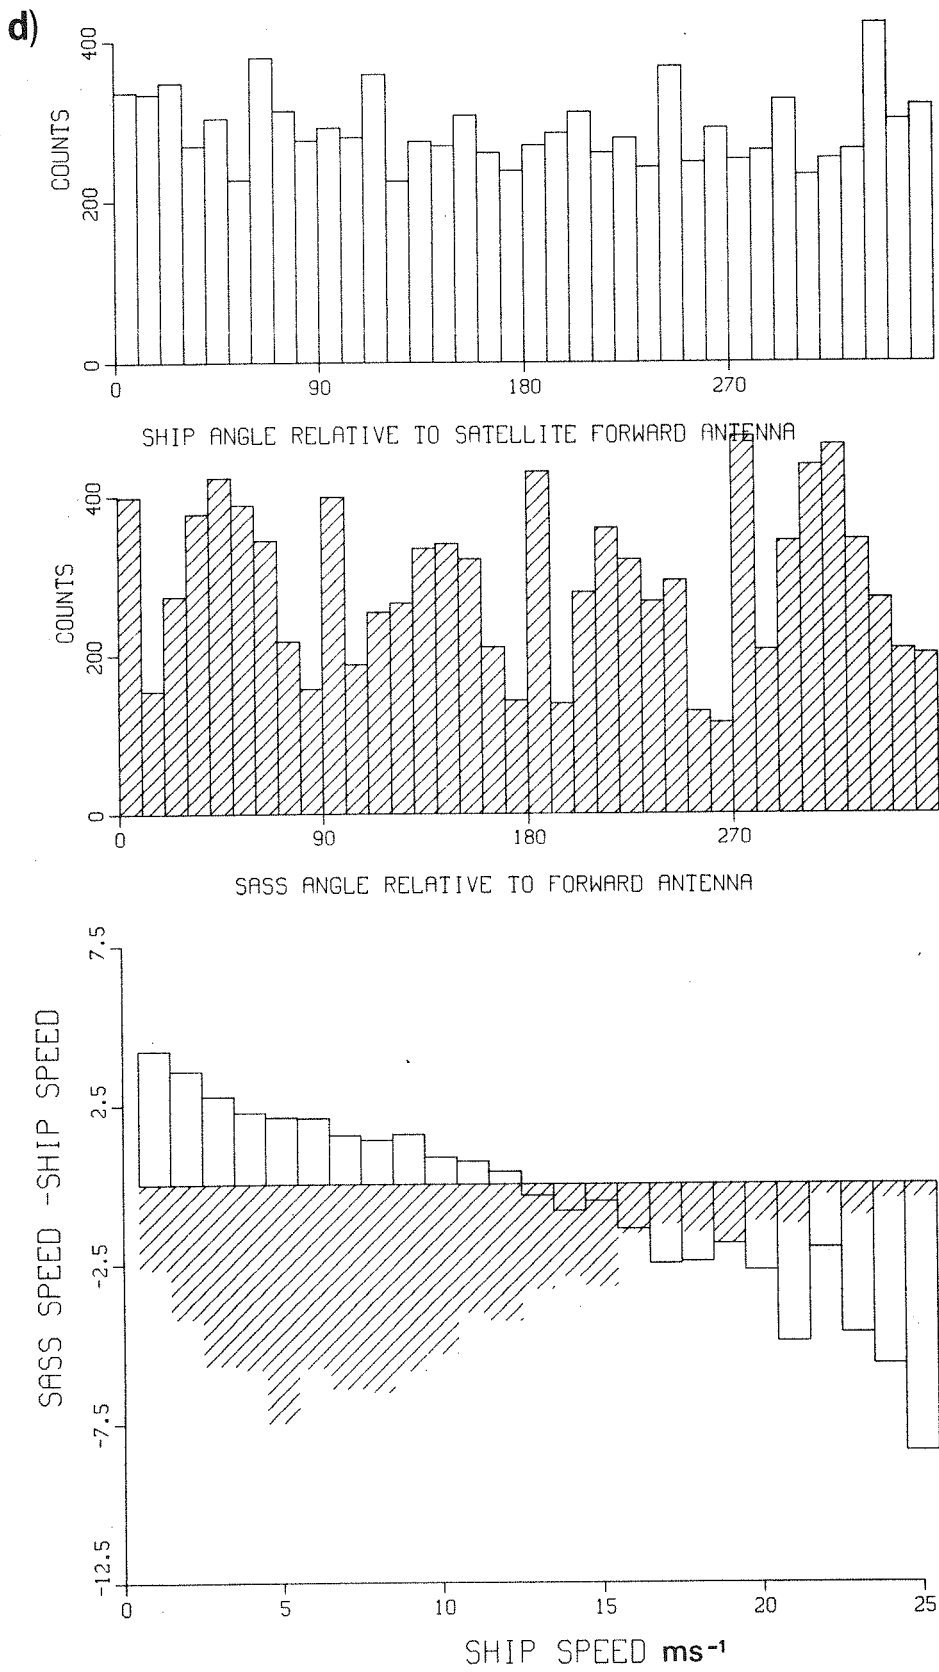 d)
400
200
0
COUNTS
0 90 180 270
SHIP ANGLE RELATIVE TO SATELLITE FORWARD ANTENNA
400
200
0
COUNTS
0 90 180 270
SASS ANGLE RELATIVE TO FORWARD ANTENNA
7.5
2.5
-2.5
-7.5
-12.5
SASS SPEED -SHIP SPEED
0 5 10 15 20 25
SHIP SPEED ms⁻¹